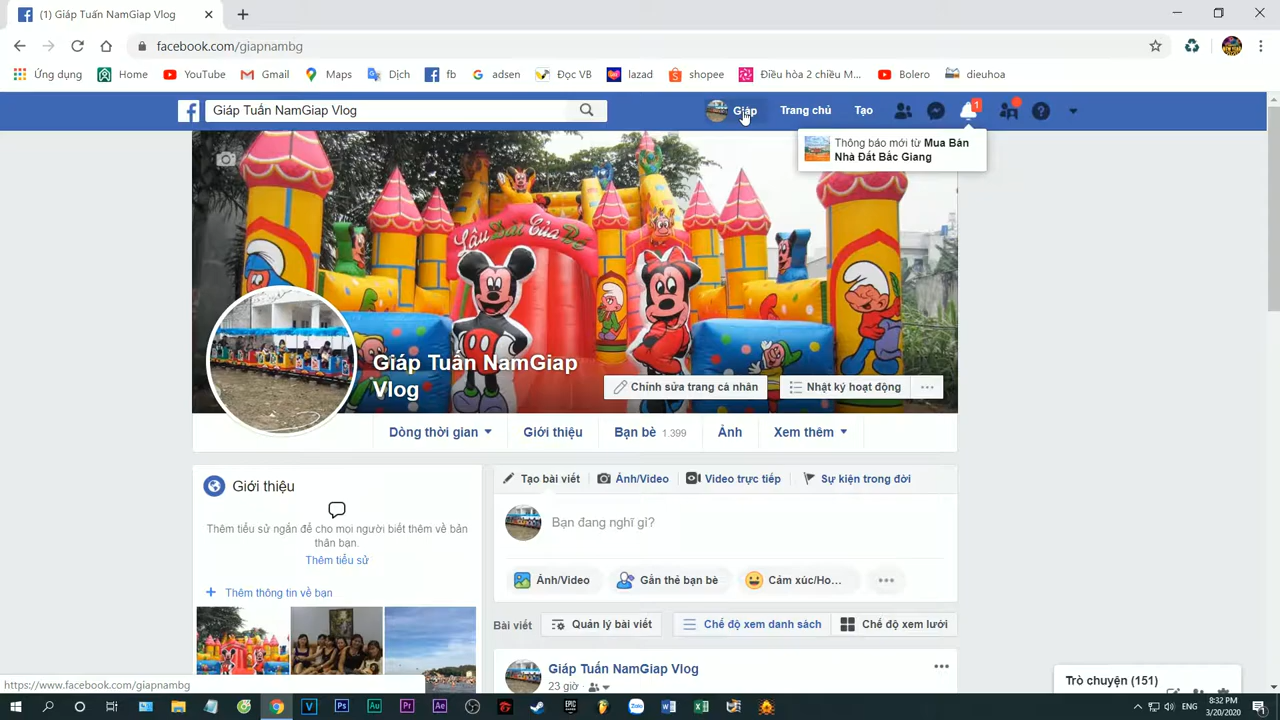 (1) Giáp Tuấn NamGiap Vlog
facebook.com/giapnambg
Ứng dụng Home YouTube Gmail Maps Dịch fb adsen Đọc VB lazad shopee Điều hòa 2 chiều M... Bolero dieuhoa
Giáp Tuấn NamGiap Vlog
Giáp Trang chủ Tạo 1
Thông báo mới từ Mua Bán
Nhà Đất Bắc Giang
Lâu Đài Của Bé
Giáp Tuấn NamGiap
Vlog
Chỉnh sửa trang cá nhân Nhật ký hoạt động
Dòng thời gian Giới thiệu Bạn bè 1.399 Ảnh Xem thêm
Giới thiệu
Thêm tiểu sử ngắn để cho mọi người biết thêm về bản
thân bạn.
Thêm tiểu sử
Thêm thông tin về bạn
Tạo bài viết Ảnh/Video Video trực tiếp Sự kiện trong đời
Bạn đang nghĩ gì?
Ảnh/Video Gắn thẻ bạn bè Cảm xúc/Ho...
Bài viết Quản lý bài viết Chế độ xem danh sách Chế độ xem lưới
Giáp Tuấn NamGiap Vlog
23 giờ
https://www.facebook.com/giapnambg
Trò chuyện (151)
ENG
8:32 PM
3/20/2020